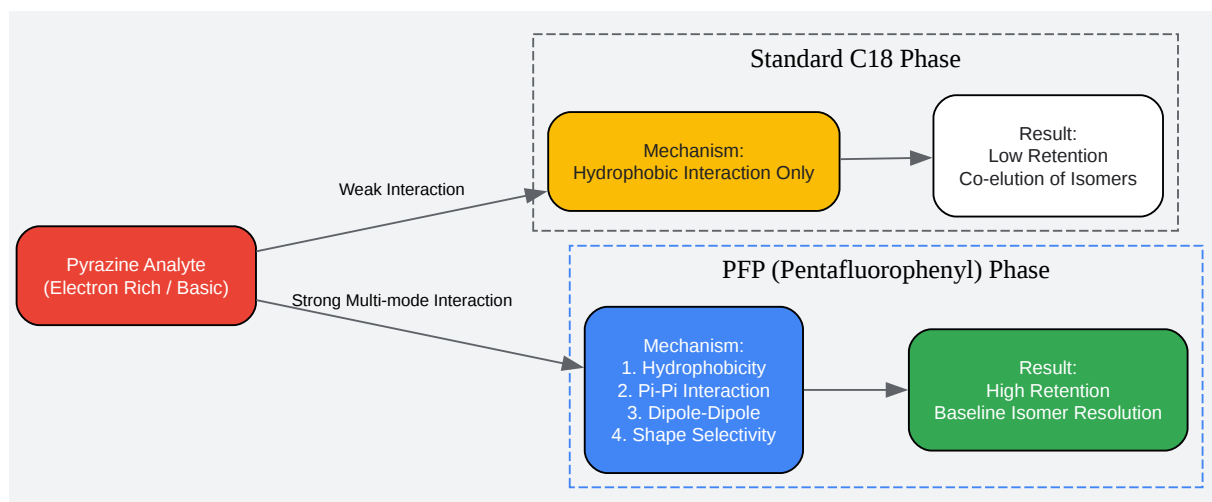 Standard C18 Phase
Mechanism:
Hydrophobic Interaction Only
Result:
Low Retention
Co-elution of Isomers
Weak Interaction
Pyrazine Analyte
(Electron Rich / Basic)
Strong Multi-mode Interaction
PFP (Pentafluorophenyl) Phase
Mechanism:
1. Hydrophobicity
2. Pi-Pi Interaction
3. Dipole-Dipole
4. Shape Selectivity
Result:
High Retention
Baseline Isomer Resolution